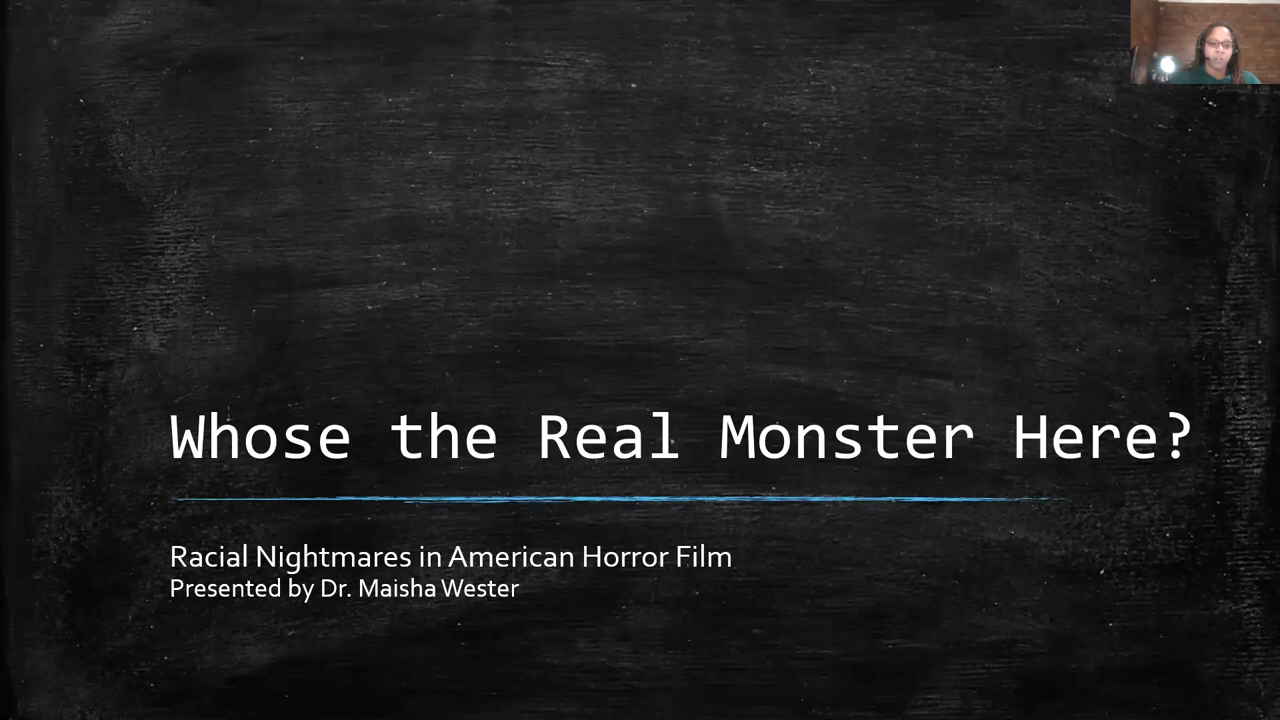 Whose the Real Monster Here?
Racial Nightmares in American Horror Film
Presented by Dr. Maisha Wester